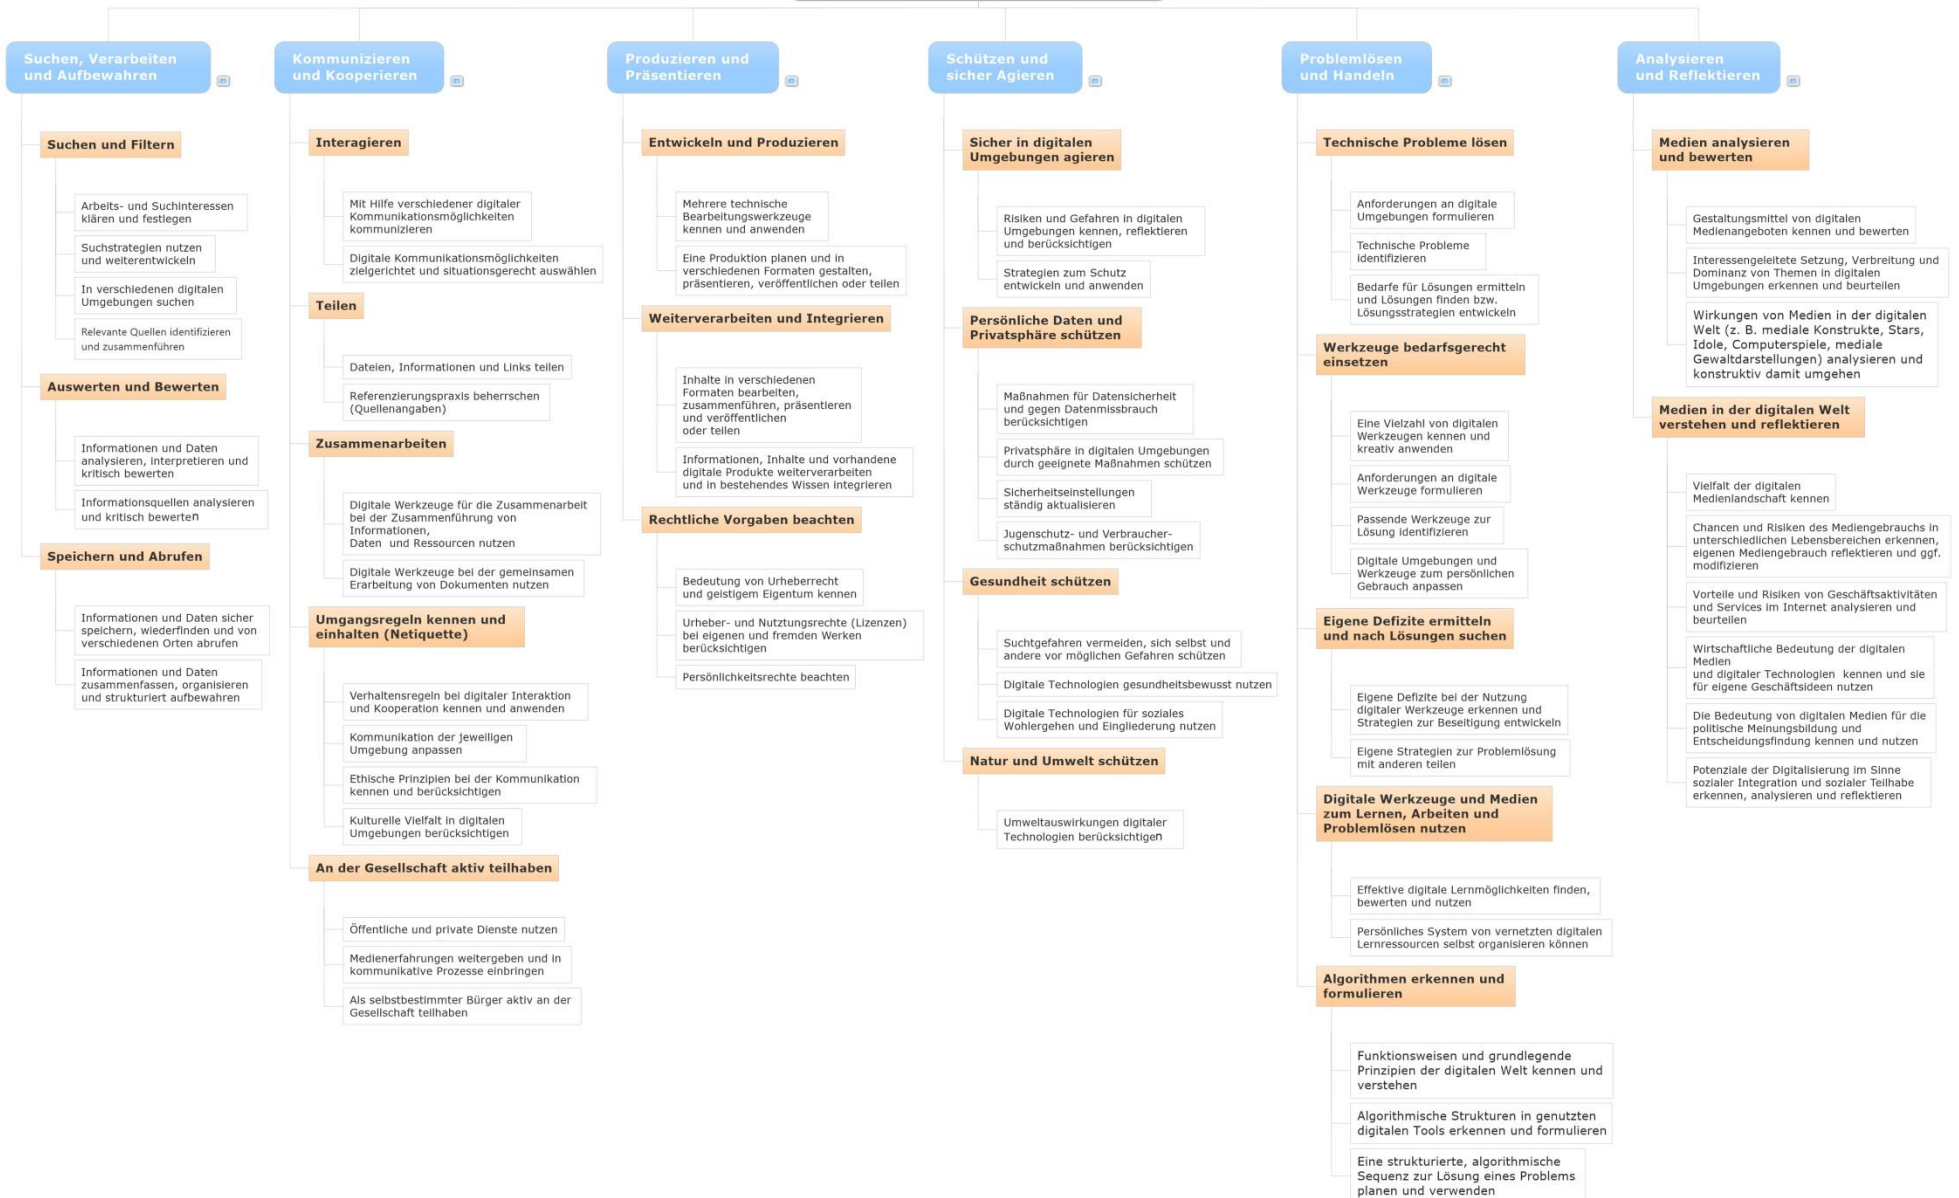 Suchen, Verarbeiten
und Aufbewahren
Suchen und Filtern
Arbeits- und Suchinteressen
klären und festlegen
Suchstrategien nutzen
und weiterentwickeln
In verschiedenen digitalen
Umgebungen suchen
Relevante Quellen identifizieren
und zusammenführen
Auswerten und Bewerten
Informationen und Daten
analysieren, interpretieren und
kritisch bewerten
Informationsquellen analysieren
und kritisch bewerten
Speichern und Abrufen
Informationen und Daten sicher
speichern, wiederfinden und von
verschiedenen Orten abrufen
Informationen und Daten
zusammenfassen, organisieren
und strukturiert aufbewahren
Kommunizieren
und Kooperieren
Interagieren
Mit Hilfe verschiedener digitaler
Kommunikationsmöglichkeiten
kommunizieren
Digitale Kommunikationsmöglichkeiten
zielgerichtet und situationsgerecht auswählen
Teilen
Dateien, Informationen und Links teilen
Referenzierungspraxis beherrschen
(Quellenangaben)
Zusammenarbeiten
Digitale Werkzeuge für die Zusammenarbeit
bei der Zusammenführung von
Informationen,
Daten und Ressourcen nutzen
Digitale Werkzeuge bei der gemeinsamen
Erarbeitung von Dokumenten nutzen
Umgangsregeln kennen und
einhalten (Netiquette)
Verhaltensregeln bei digitaler Interaktion
und Kooperation kennen und anwenden
Kommunikation der jeweiligen
Umgebung anpassen
Ethische Prinzipien bei der Kommunikation
kennen und berücksichtigen
Kulturelle Vielfalt in digitalen
Umgebungen berücksichtigen
An der Gesellschaft aktiv teilhaben
Öffentliche und private Dienste nutzen
Medienerfahrungen weitergeben und in
kommunikative Prozesse einbringen
Als selbstbestimmter Bürger aktiv an der
Gesellschaft teilhaben
Produzieren und
Präsentieren
Entwickeln und Produzieren
Mehrere technische
Bearbeitungswerkzeuge
kennen und anwenden
Eine Produktion planen und in
verschiedenen Formaten gestalten,
präsentieren, veröffentlichen oder teilen
Weiterverarbeiten und Integrieren
Inhalte in verschiedenen
Formaten bearbeiten,
zusammenführen, präsentieren
und veröffentlichen
oder teilen
Informationen, Inhalte und vorhandene
digitale Produkte weiterverarbeiten
und in bestehendes Wissen integrieren
Rechtliche Vorgaben beachten
Bedeutung von Urheberrecht
und geistigem Eigentum kennen
Urheber- und Nutztungsrechte (Lizenzen)
bei eigenen und fremden Werken
berücksichtigen
Persönlichkeitsrechte beachten
Schützen und
sicher Agieren
Sicher in digitalen
Umgebungen agieren
Risiken und Gefahren in digitalen
Umgebungen kennen, reflektieren
und berücksichtigen
Strategien zum Schutz
entwickeln und anwenden
Persönliche Daten und
Privatsphäre schützen
Maßnahmen für Datensicherheit
und gegen Datenmissbrauch
berücksichtigen
Privatsphäre in digitalen Umgebungen
durch geeignete Maßnahmen schützen
Sicherheitseinstellungen
ständig aktualisieren
Jugenschutz- und Verbraucher-
schutzmaßnahmen berücksichtigen
Gesundheit schützen
Suchtgefahren vermeiden, sich selbst und
andere vor möglichen Gefahren schützen
Digitale Technologien gesundheitsbewusst nutzen
Digitale Technologien für soziales
Wohlergehen und Eingliederung nutzen
Natur und Umwelt schützen
Umweltauswirkungen digitaler
Technologien berücksichtigen
Problemlösen
und Handeln
Technische Probleme lösen
Anforderungen an digitale
Umgebungen formulieren
Technische Probleme
identifizieren
Bedarfe für Lösungen ermitteln
und Lösungen finden bzw.
Lösungsstrategien entwickeln
Werkzeuge bedarfsgerecht
einsetzen
Eine Vielzahl von digitalen
Werkzeugen kennen und
kreativ anwenden
Anforderungen an digitale
Werkzeuge formulieren
Passende Werkzeuge zur
Lösung identifizieren
Digitale Umgebungen und
Werkzeuge zum persönlichen
Gebrauch anpassen
Eigene Defizite ermitteln
und nach Lösungen suchen
Eigene Defizite bei der Nutzung
digitaler Werkzeuge erkennen und
Strategien zur Beseitigung entwickeln
Eigene Strategien zur Problemlösung
mit anderen teilen
Digitale Werkzeuge und Medien
zum Lernen, Arbeiten und
Problemlösen nutzen
Effektive digitale Lernmöglichkeiten finden,
bewerten und nutzen
Persönliches System von vernetzten digitalen
Lernressourcen selbst organisieren können
Algorithmen erkennen und
formulieren
Funktionsweisen und grundlegende
Prinzipien der digitalen Welt kennen und
verstehen
Algorithmische Strukturen in genutzten
digitalen Tools erkennen und formulieren
Eine strukturierte, algorithmische
Sequenz zur Lösung eines Problems
planen und verwenden
Analysieren
und Reflektieren
Medien analysieren
und bewerten
Gestaltungsmittel von digitalen
Medienangeboten kennen und bewerten
Interessengeleitete Setzung, Verbreitung und
Dominanz von Themen in digitalen
Umgebungen erkennen und beurteilen
Wirkungen von Medien in der digitalen
Welt (z. B. mediale Konstrukte, Stars,
Idole, Computerspiele, mediale
Gewaltdarstellungen) analysieren und
konstruktiv damit umgehen
Medien in der digitalen Welt
verstehen und reflektieren
Vielfalt der digitalen
Medienlandschaft kennen
Chancen und Risiken des Mediengebrauchs in
unterschiedlichen Lebensbereichen erkennen,
eigenen Mediengebrauch reflektieren und ggf.
modifizieren
Vorteile und Risiken von Geschäftsaktivitäten
und Services im Internet analysieren und
beurteilen
Wirtschaftliche Bedeutung der digitalen
Medien
und digitaler Technologien kennen und sie
für eigene Geschäftsideen nutzen
Die Bedeutung von digitalen Medien für die
politische Meinungsbildung und
Entscheidungsfindung kennen und nutzen
Potenziale der Digitalisierung im Sinne
sozialer Integration und sozialer Teilhabe
erkennen, analysieren und reflektieren